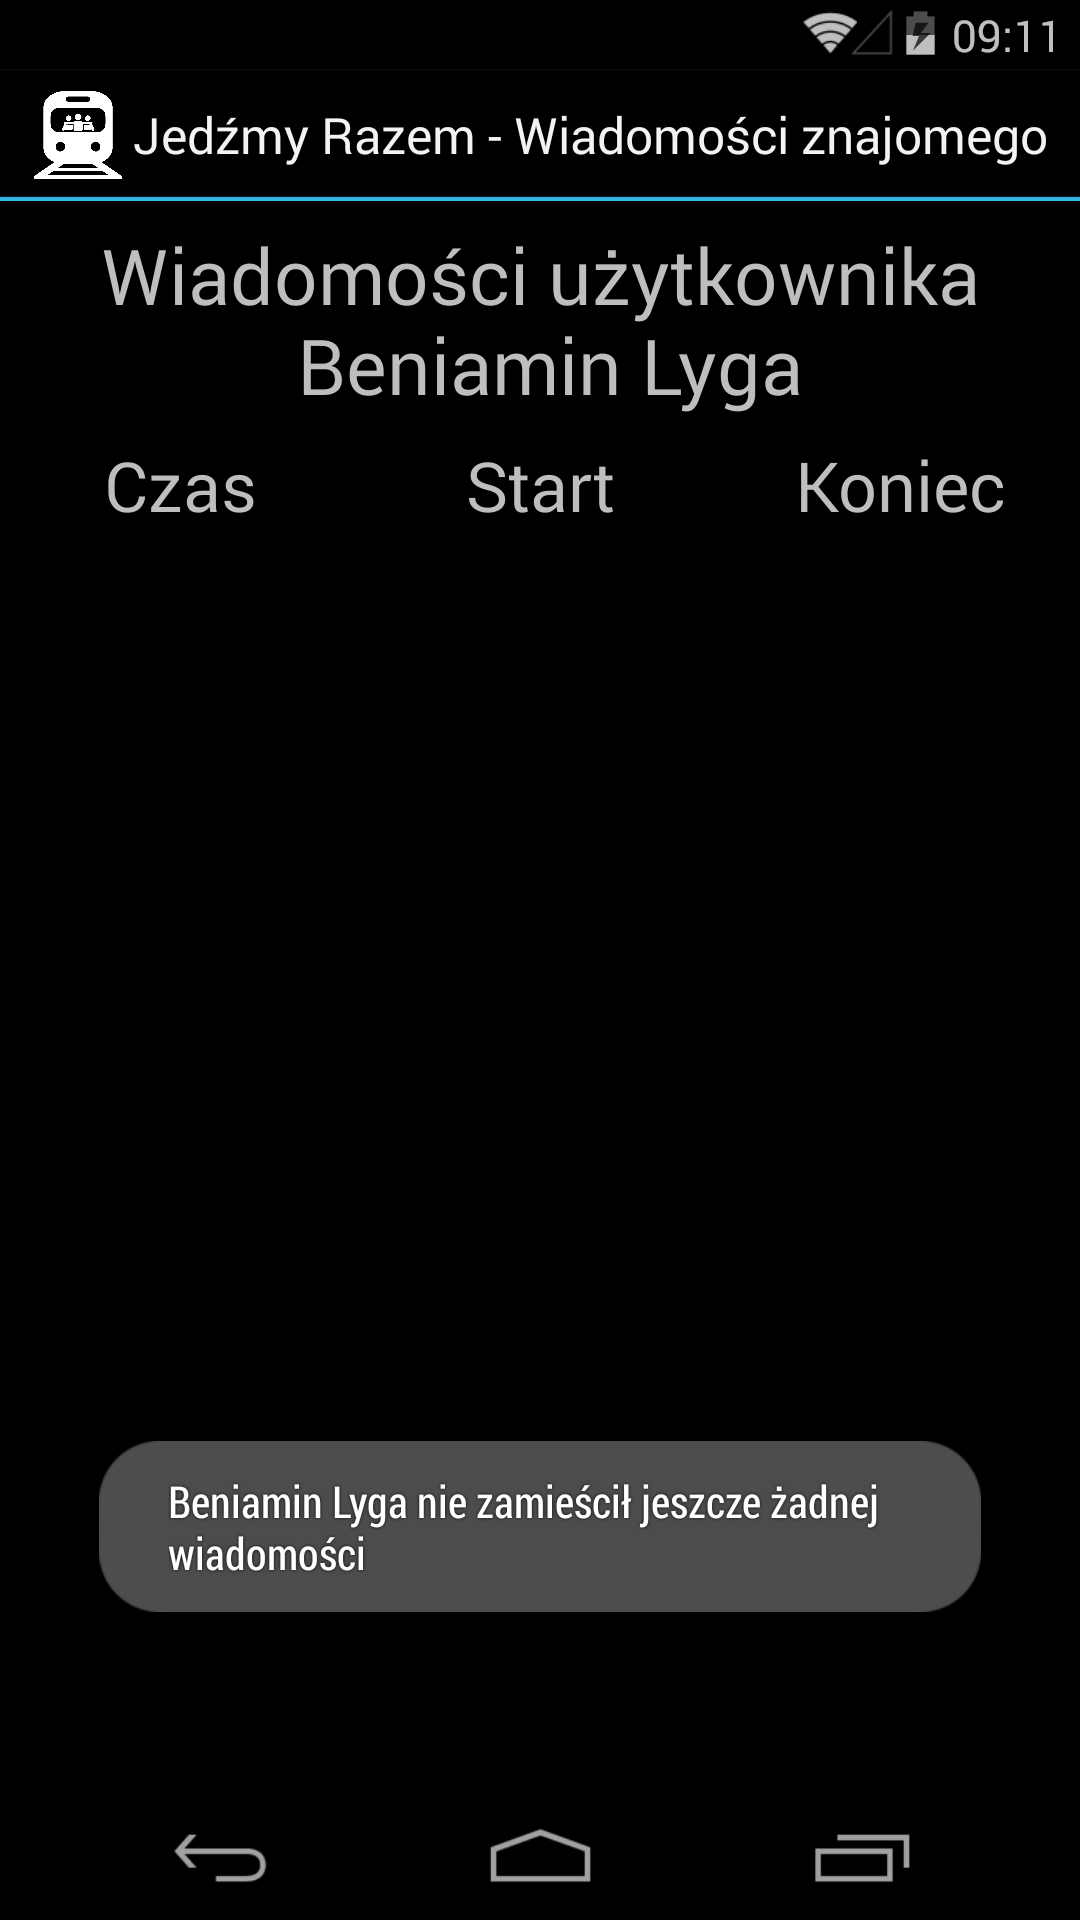 09:11
Jedźmy Razem - Wiadomości znajomego
Wiadomości użytkownika
Beniamin Lyga
Czas Start Koniec
Beniamin Lyga nie zamieścił jeszcze żadnej
wiadomości